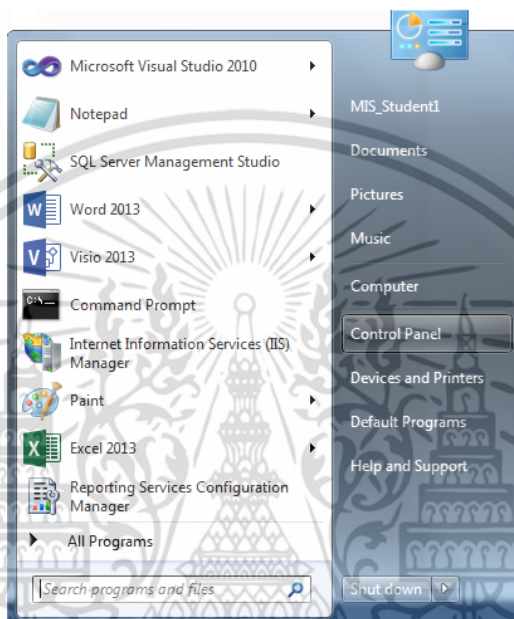 Microsoft Visual Studio 2010
Notepad
SQL Server Management Studio
Word 2013
Visio 2013
Command Prompt
Internet Information Services (IIS)
Manager
Paint
Excel 2013
Reporting Services Configuration
Manager
All Programs
Search programs and files
MIS_Student1
Documents
Pictures
Music
Computer
Control Panel
Devices and Printers
Default Programs
Help and Support
Shut down